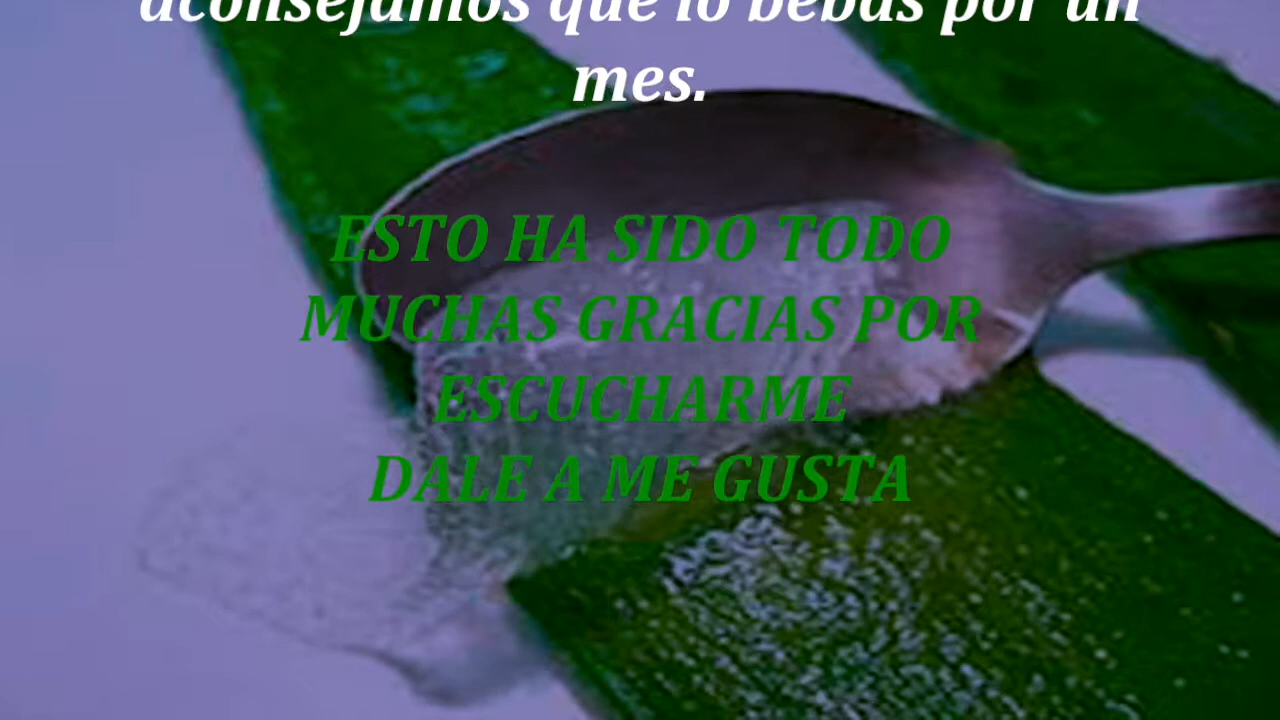 aconsejamos que lo bebas por un
mes.
ESTO HA SIDO TODO
MUCHAS GRACIAS POR
ESCUCHARME
DALE A ME GUSTA